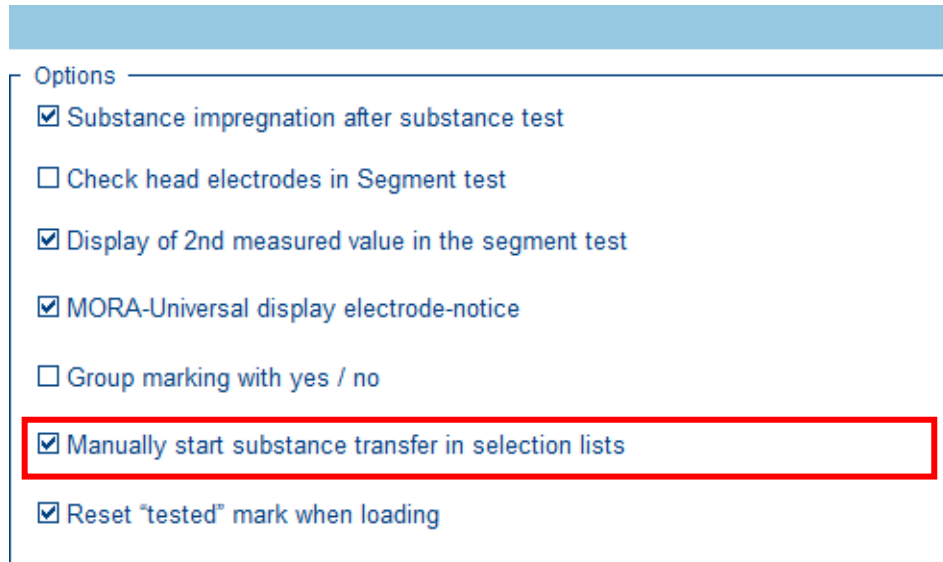 Options
Substance impregnation after substance test
Check head electrodes in Segment test
Display of 2nd measured value in the segment test
MORA-Universal display electrode-notice
Group marking with yes / no
Manually start substance transfer in selection lists
Reset “tested” mark when loading